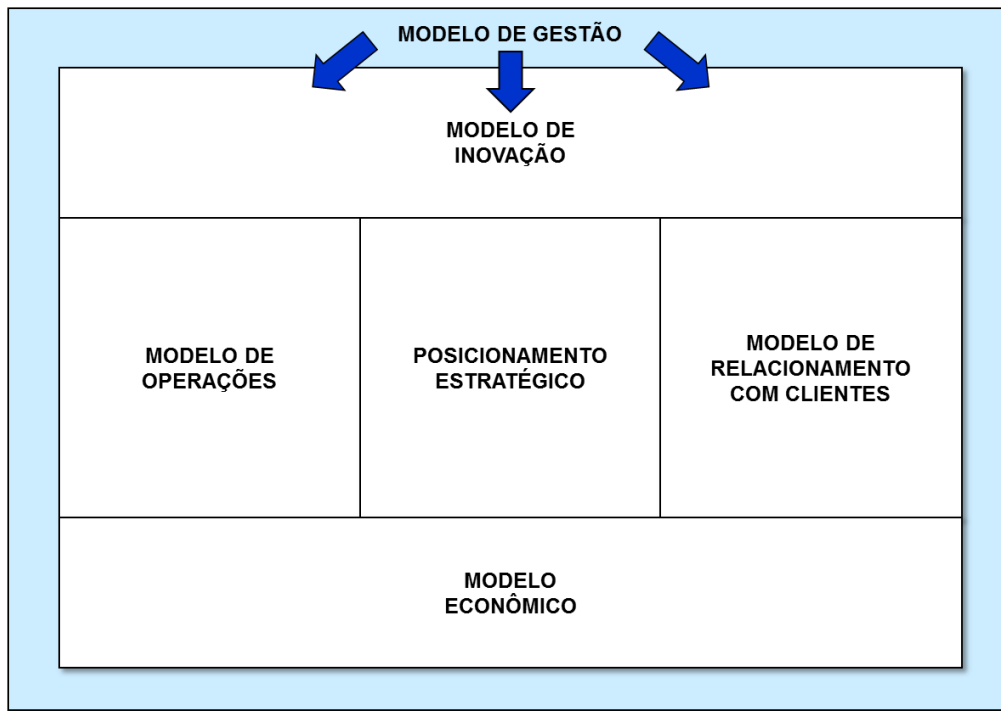 MODELO DE GESTÃO
MODELO DE
INOVAÇÃO
MODELO DE
OPERAÇÕES
POSICIONAMENTO
ESTRATÉGICO
MODELO DE
RELACIONAMENTO
COM CLIENTES
MODELO
ECONÔMICO